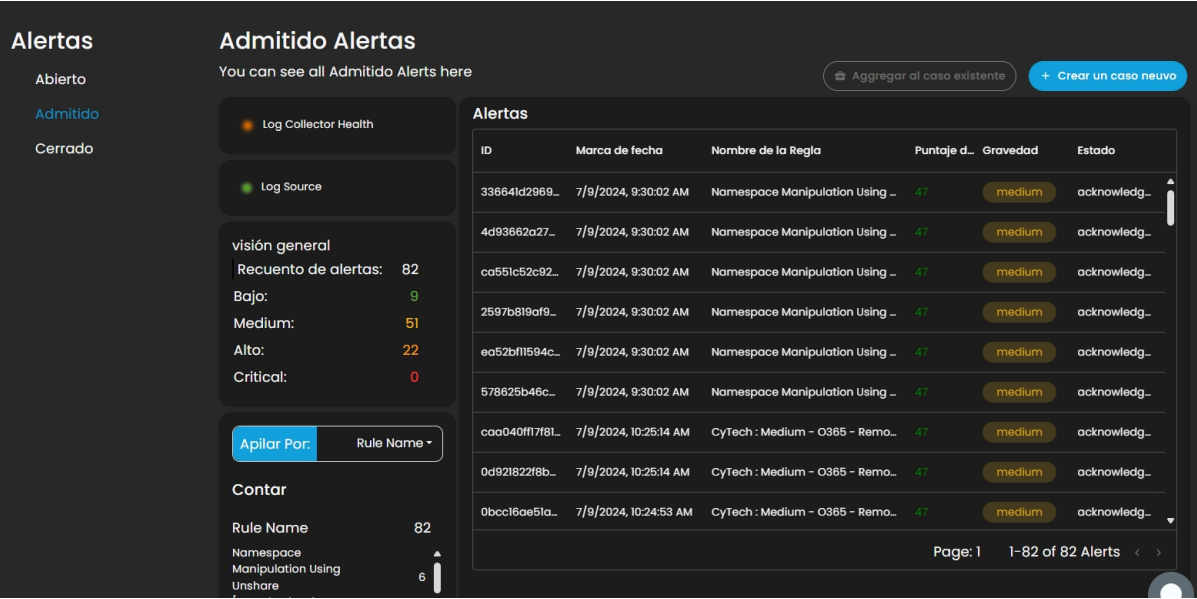 Alertas
Abierto
Admitido
Cerrado
Admitido Alertas
You can see all Admitido Alerts here
Aggregar al caso existente
+ Crear un caso neuvo
Log Collector Health
Log Source
visión general
Recuento de alertas: 82
Bajo: 9
Medium: 51
Alto: 22
Critical: 0
Apilar Por: Rule Name
Contar
Rule Name 82
Namespace
Manipulation Using
Unshare
6
Alertas
ID Marca de fecha Nombre de la Regla Puntaje d... Gravedad Estado
336641d2969... 7/9/2024, 9:30:02 AM Namespace Manipulation Using ... 47 medium acknowledg...
4d93662a27... 7/9/2024, 9:30:02 AM Namespace Manipulation Using ... 47 medium acknowledg...
ca551c52c92... 7/9/2024, 9:30:02 AM Namespace Manipulation Using ... 47 medium acknowledg...
2597b819af9... 7/9/2024, 9:30:02 AM Namespace Manipulation Using ... 47 medium acknowledg...
ea52bf11594c... 7/9/2024, 9:30:02 AM Namespace Manipulation Using ... 47 medium acknowledg...
578625b46c... 7/9/2024, 9:30:02 AM Namespace Manipulation Using ... 47 medium acknowledg...
caa040ff17f81... 7/9/2024, 10:25:14 AM CyTech : Medium - O365 - Remo... 47 medium acknowledg...
0d921822f8b... 7/9/2024, 10:25:14 AM CyTech : Medium - O365 - Remo... 47 medium acknowledg...
0bcc16ae51a... 7/9/2024, 10:24:53 AM CyTech : Medium - O365 - Remo... 47 medium acknowledg...
Page: 1 1-82 of 82 Alerts